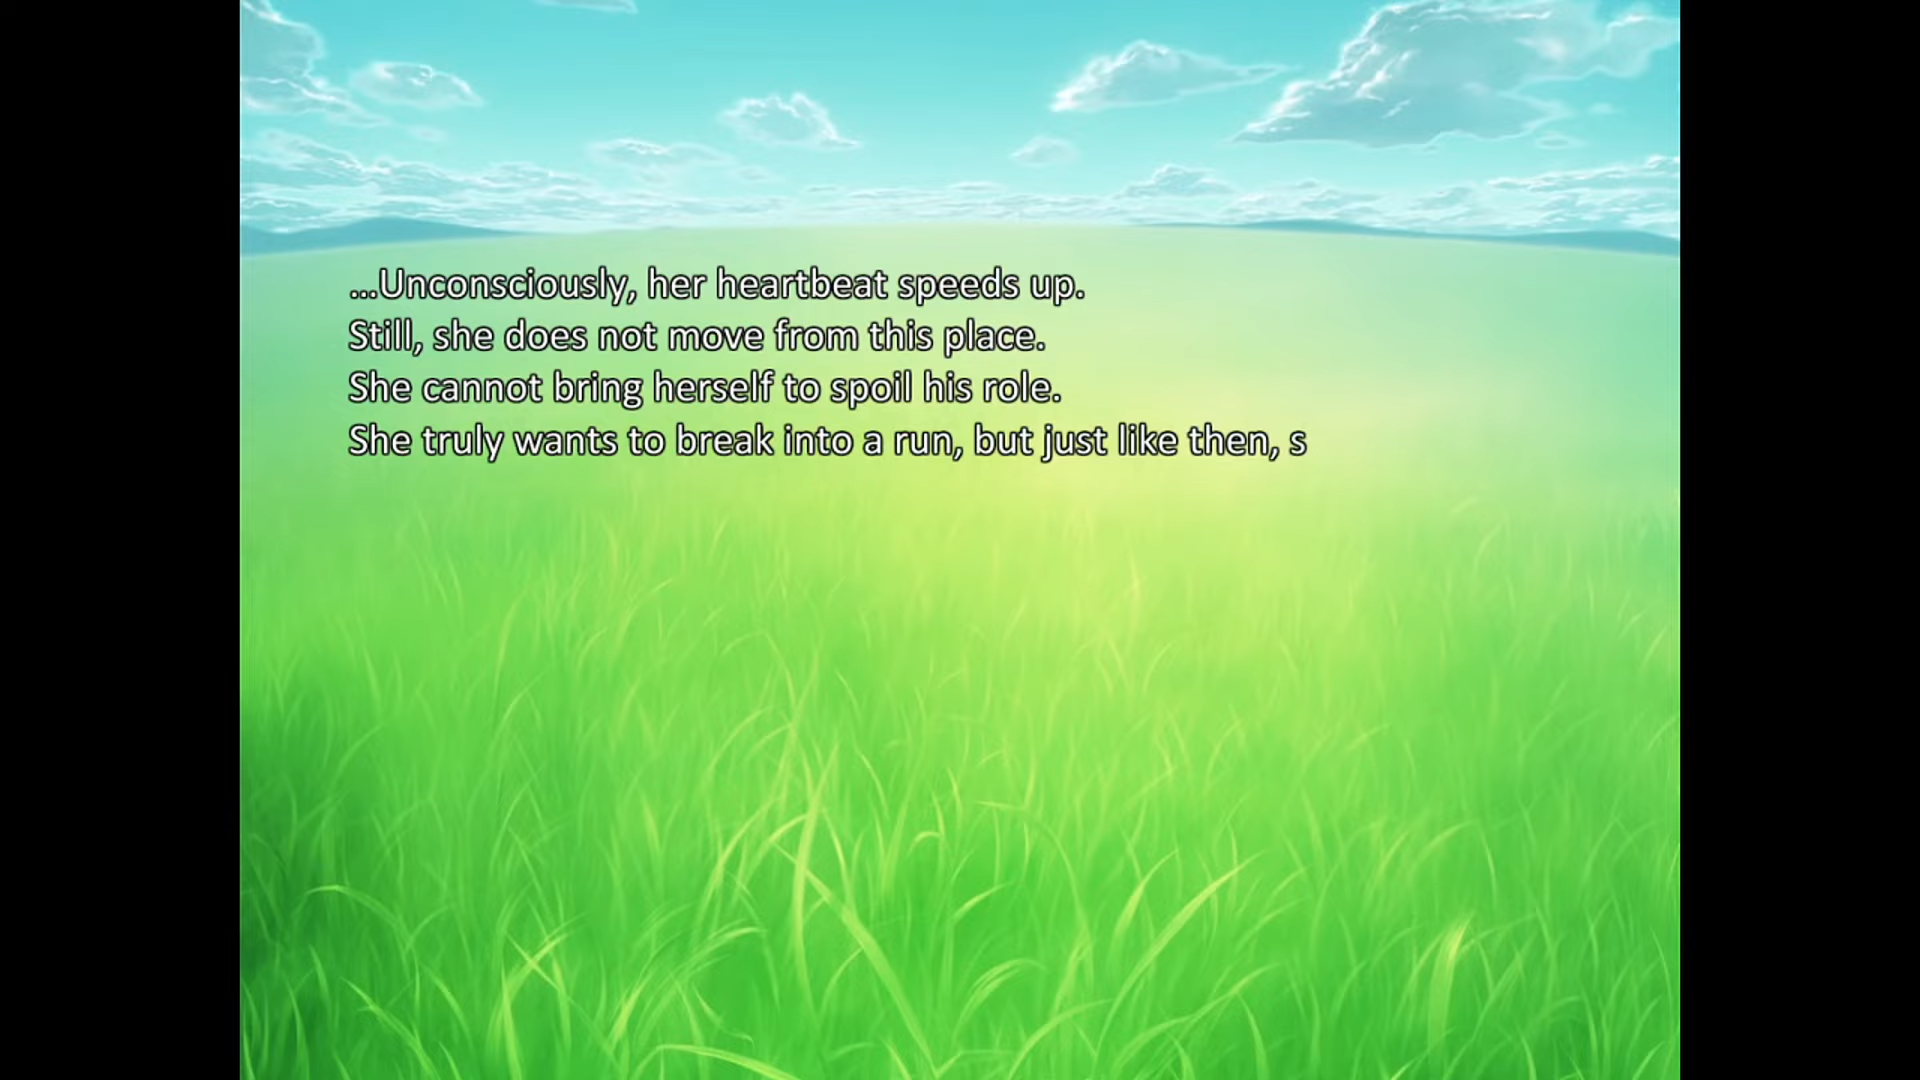 ...Unconsciously, her heartbeat speeds up.
Still, she does not move from this place.
She cannot bring herself to spoil his role.
She truly wants to break into a run, but just like then, s